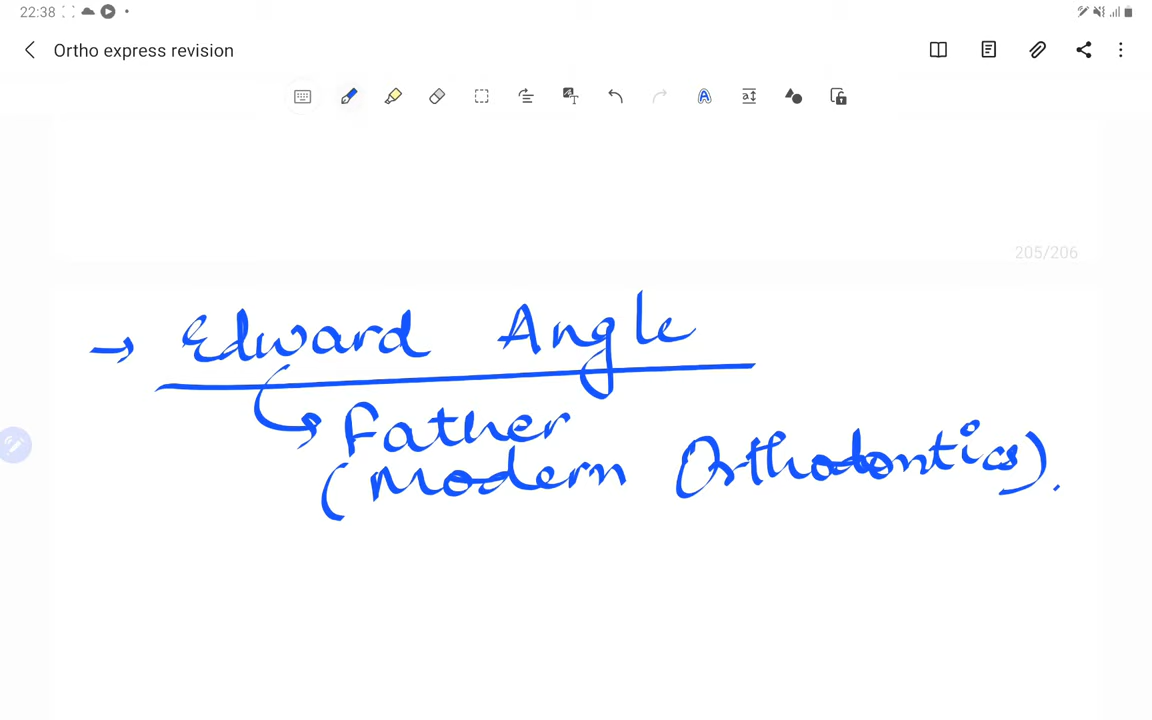 22:38
Ortho express revision
205/206
→ Edward Angle
↳ Father
(Modern Orthodontics).